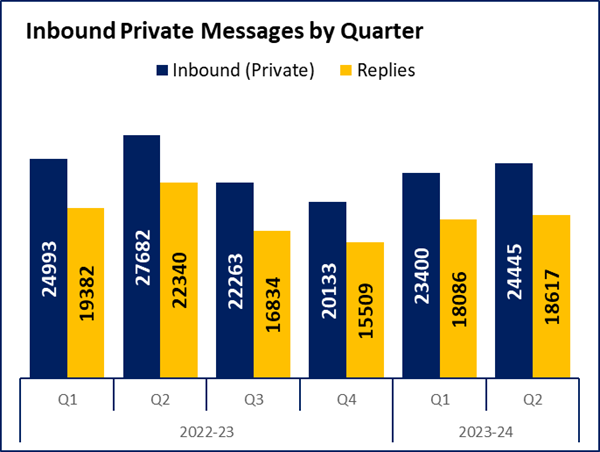 Inbound Private Messages by Quarter
Inbound (Private) Replies
24993 19382 27682 22340 22263 16834 20133 15509 23400 18086 24445 18617
Q1 Q2 Q3 Q4 Q1 Q2
2022-23 2023-24